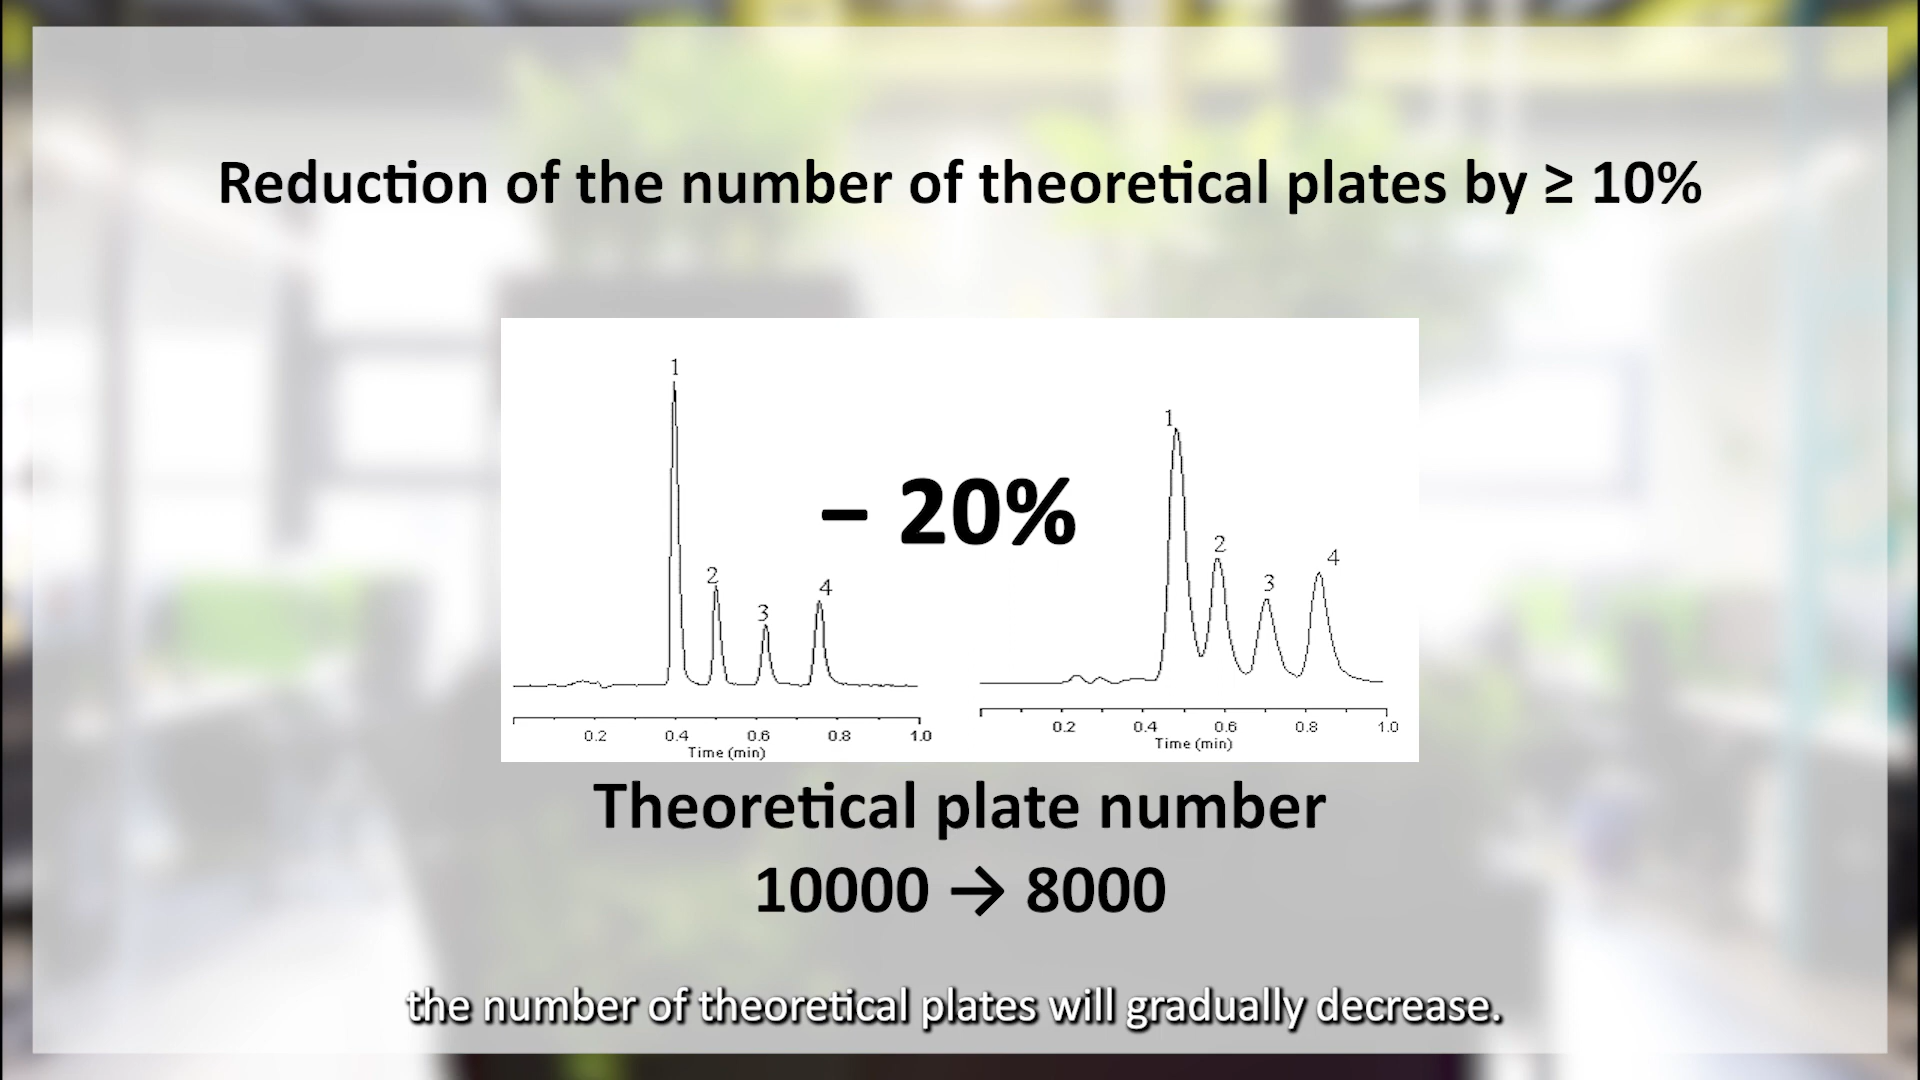 Reduction of the number of theoretical plates by ≥ 10%
1
2
3
4
0.2 0.4 0.6 0.8 1.0
Time (min)
– 20%
1
2
3
4
0.2 0.4 0.6 0.8 1.0
Time (min)
Theoretical plate number
10000 → 8000
the number of theoretical plates will gradually decrease.